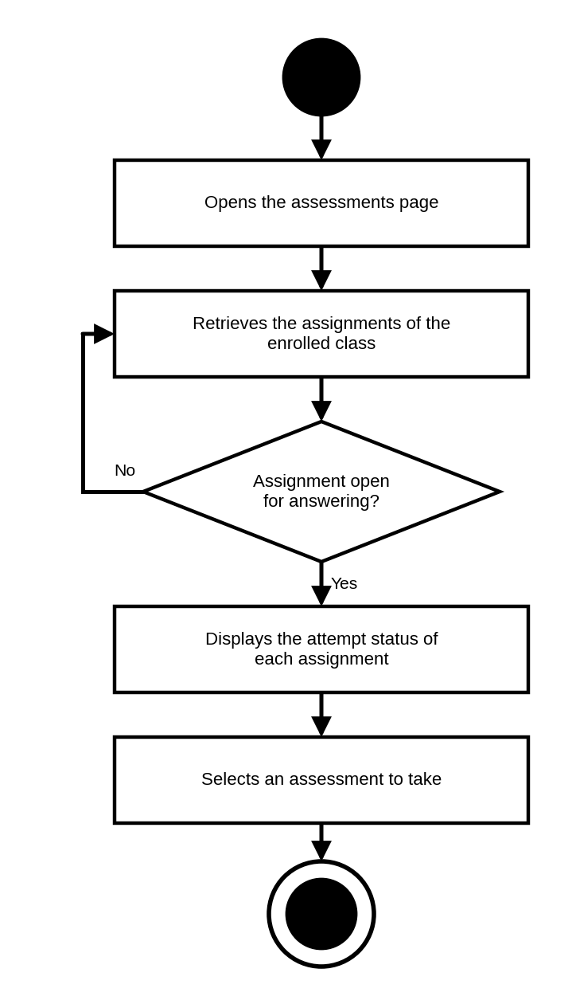 Opens the assessments page
Retrieves the assignments of the
enrolled class
Assignment open
for answering?
No
Yes
Displays the attempt status of
each assignment
Selects an assessment to take